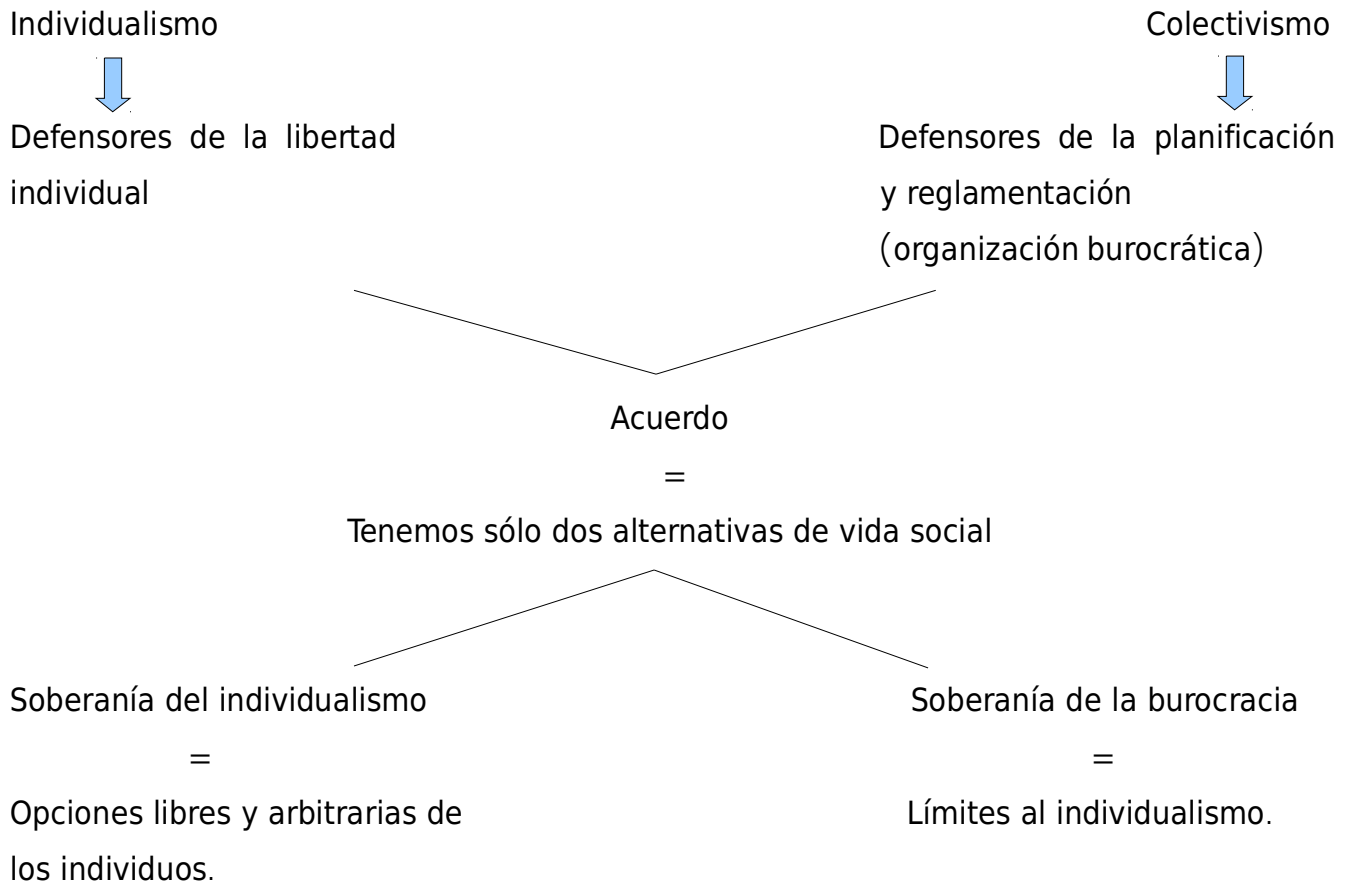 Individualismo
Colectivismo
Defensores de la libertad
individual
Defensores de la planificación
y reglamentación
(organización burocrática)
Acuerdo
=
Tenemos sólo dos alternativas de vida social
Soberanía del individualismo
=
Opciones libres y arbitrarias de
los individuos.
Soberanía de la burocracia
=
Límites al individualismo.